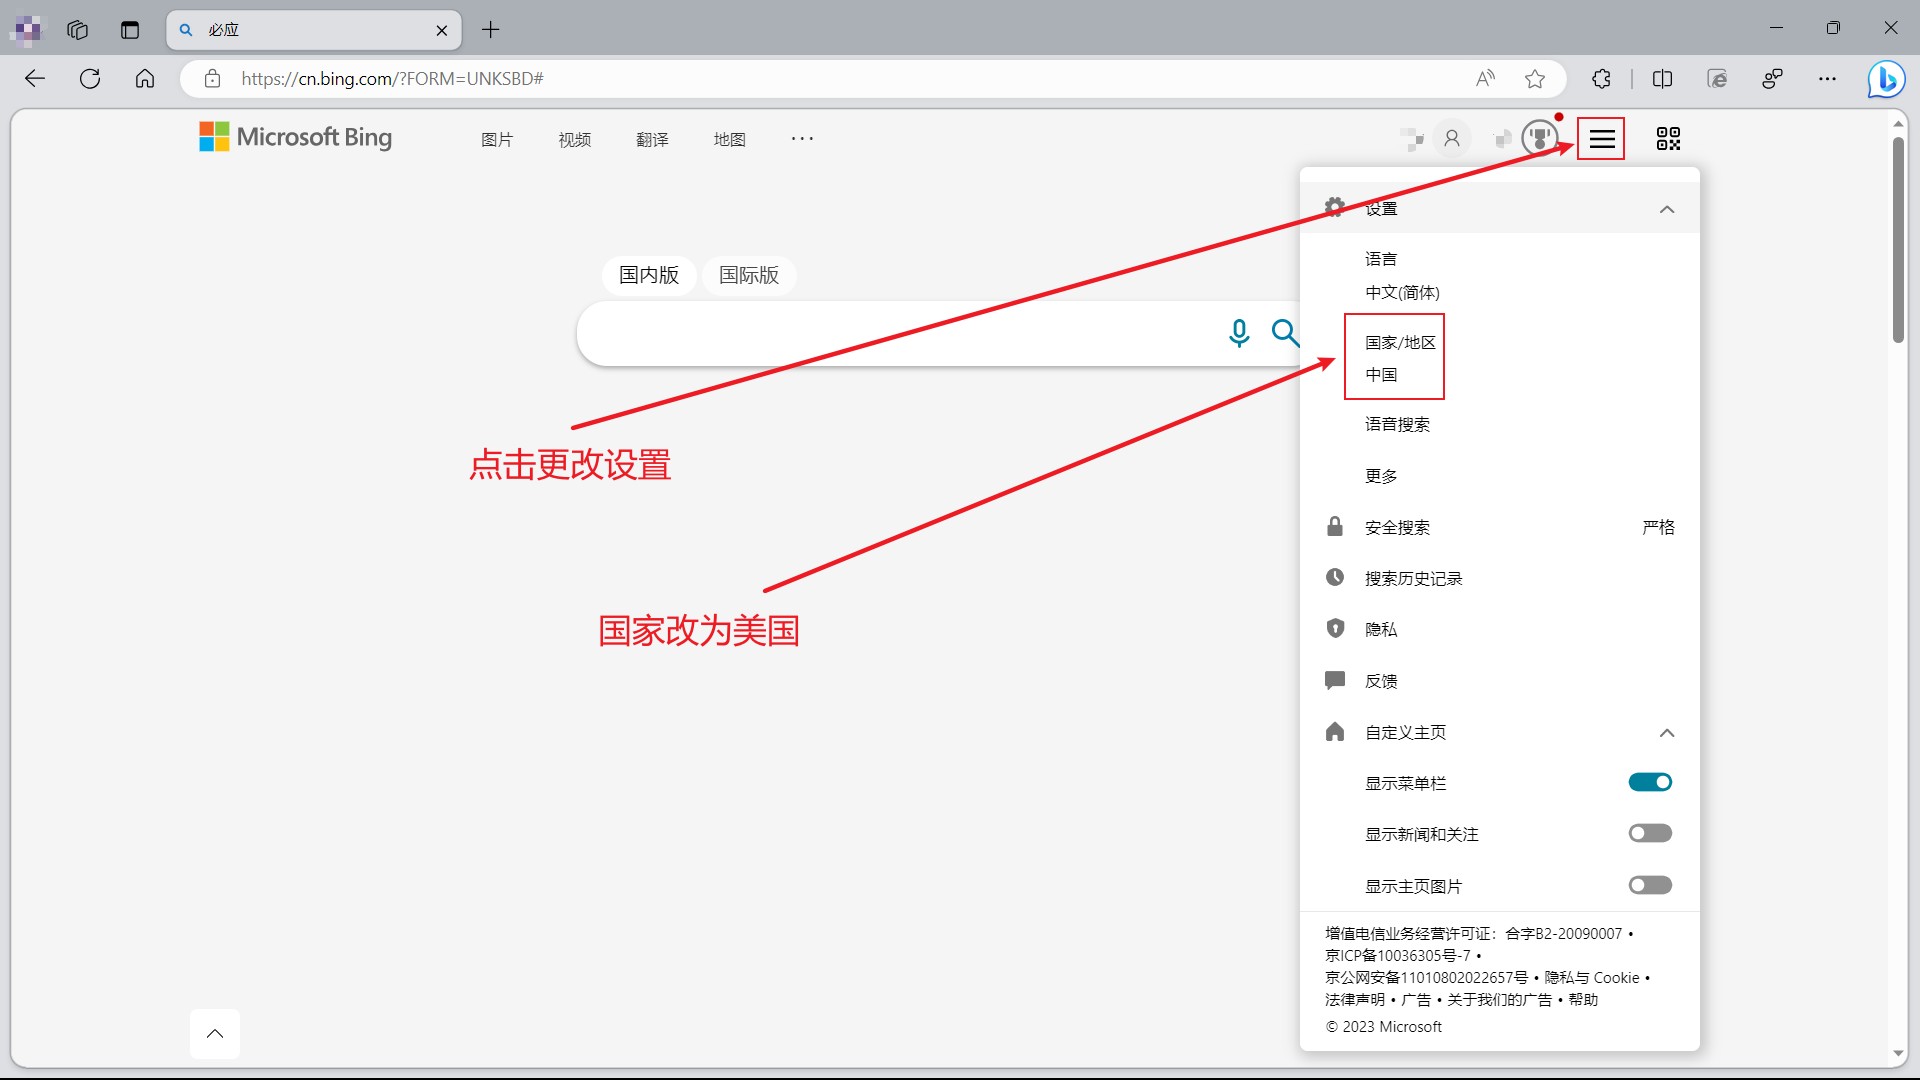 必应
https://cn.bing.com/?FORM=UNKSBD#
Microsoft Bing
图片
视频
翻译
地图
设置
语言
中文(简体)
国内版
国际版
国家/地区
中国
语音搜索
点击更改设置
更多
安全搜索
严格
搜索历史记录
国家改为美国
隐私
反馈
自定义主页
显示菜单栏
显示新闻和关注
显示主页图片
增值电信业务经营许可证：合字B2-20090007 •
京ICP备10036305号-7 •
京公网安备11010802022657号 • 隐私与 Cookie •
法律声明 • 广告 • 关于我们的广告 • 帮助
© 2023 Microsoft